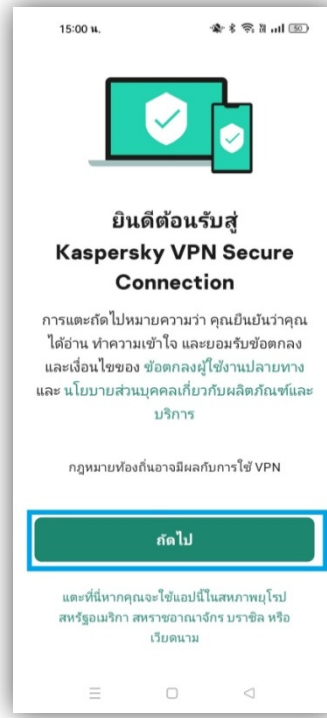 15:00 น.
50
ยินดีต้อนรับสู่
Kaspersky VPN Secure
Connection
การแตะถัดไปหมายความว่า คุณยืนยันว่าคุณ
ได้อ่าน ทำความเข้าใจ และยอมรับข้อตกลง
และเงื่อนไขของ ข้อตกลงผู้ใช้งานปลายทาง
และ นโยบายส่วนบุคคลเกี่ยวกับผลิตภัณฑ์และ
บริการ
กฎหมายท้องถิ่นอาจมีผลกับการใช้ VPN
ถัดไป
แตะที่นี่หากคุณจะใช้แอปนี้ในสหภาพยุโรป
สหรัฐอเมริกา สหราชอาณาจักร บราซิล หรือ
เวียดนาม